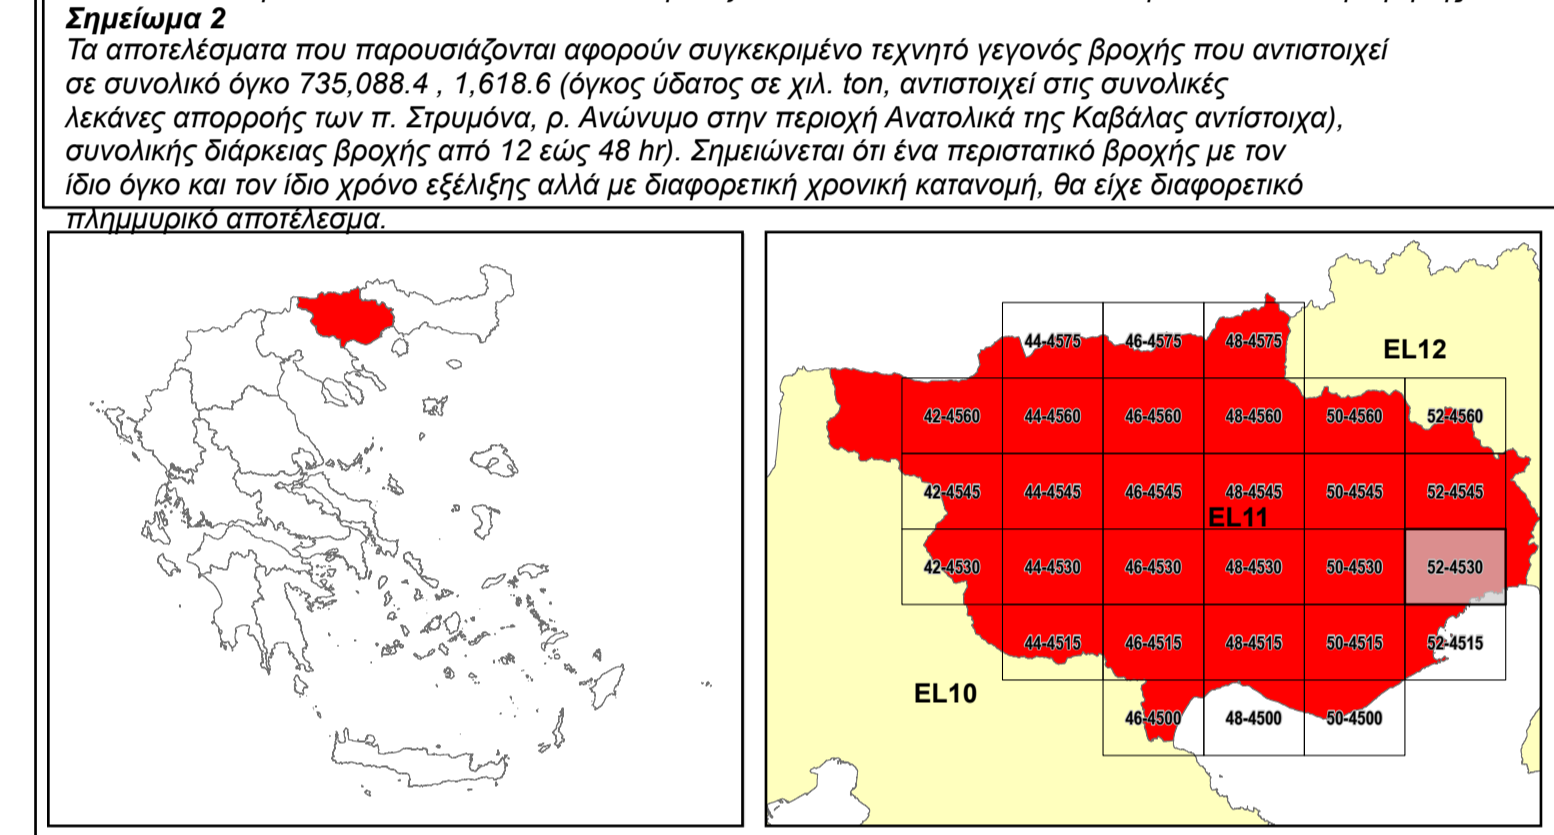 Σημείωμα 2
Τα αποτελέσματα που παρουσιάζονται αφορούν συγκεκριμένο τεχνητό γεγονός βροχής που αντιστοιχεί
σε συνολικό όγκο 735,088.4 , 1,618.6 (όγκος ύδατος σε χιλ. ton, αντιστοιχεί στις συνολικές
λεκάνες απορροής των π. Στρυμόνα, ρ. Ανώνυμο στην περιοχή Ανατολικά της Καβάλας αντίστοιχα),
συνολικής διάρκειας βροχής από 12 εώς 48 hr). Σημειώνεται ότι ένα περιστατικό βροχής με τον
ίδιο όγκο και τον ίδιο χρόνο εξέλιξης αλλά με διαφορετική χρονική κατανομή, θα είχε διαφορετικό
πλημμυρικό αποτέλεσμα.
44-4575 46-4575 48-4575
EL12
42-4560 44-4560 46-4560 48-4560 50-4560 52-4560
42-4545 44-4545 46-4545 48-4545 50-4545 52-4545
EL11
42-4530 44-4530 46-4530 48-4530 50-4530 52-4530
44-4515 46-4515 48-4515 50-4515 52-4515
EL10
46-4500 48-4500 50-4500